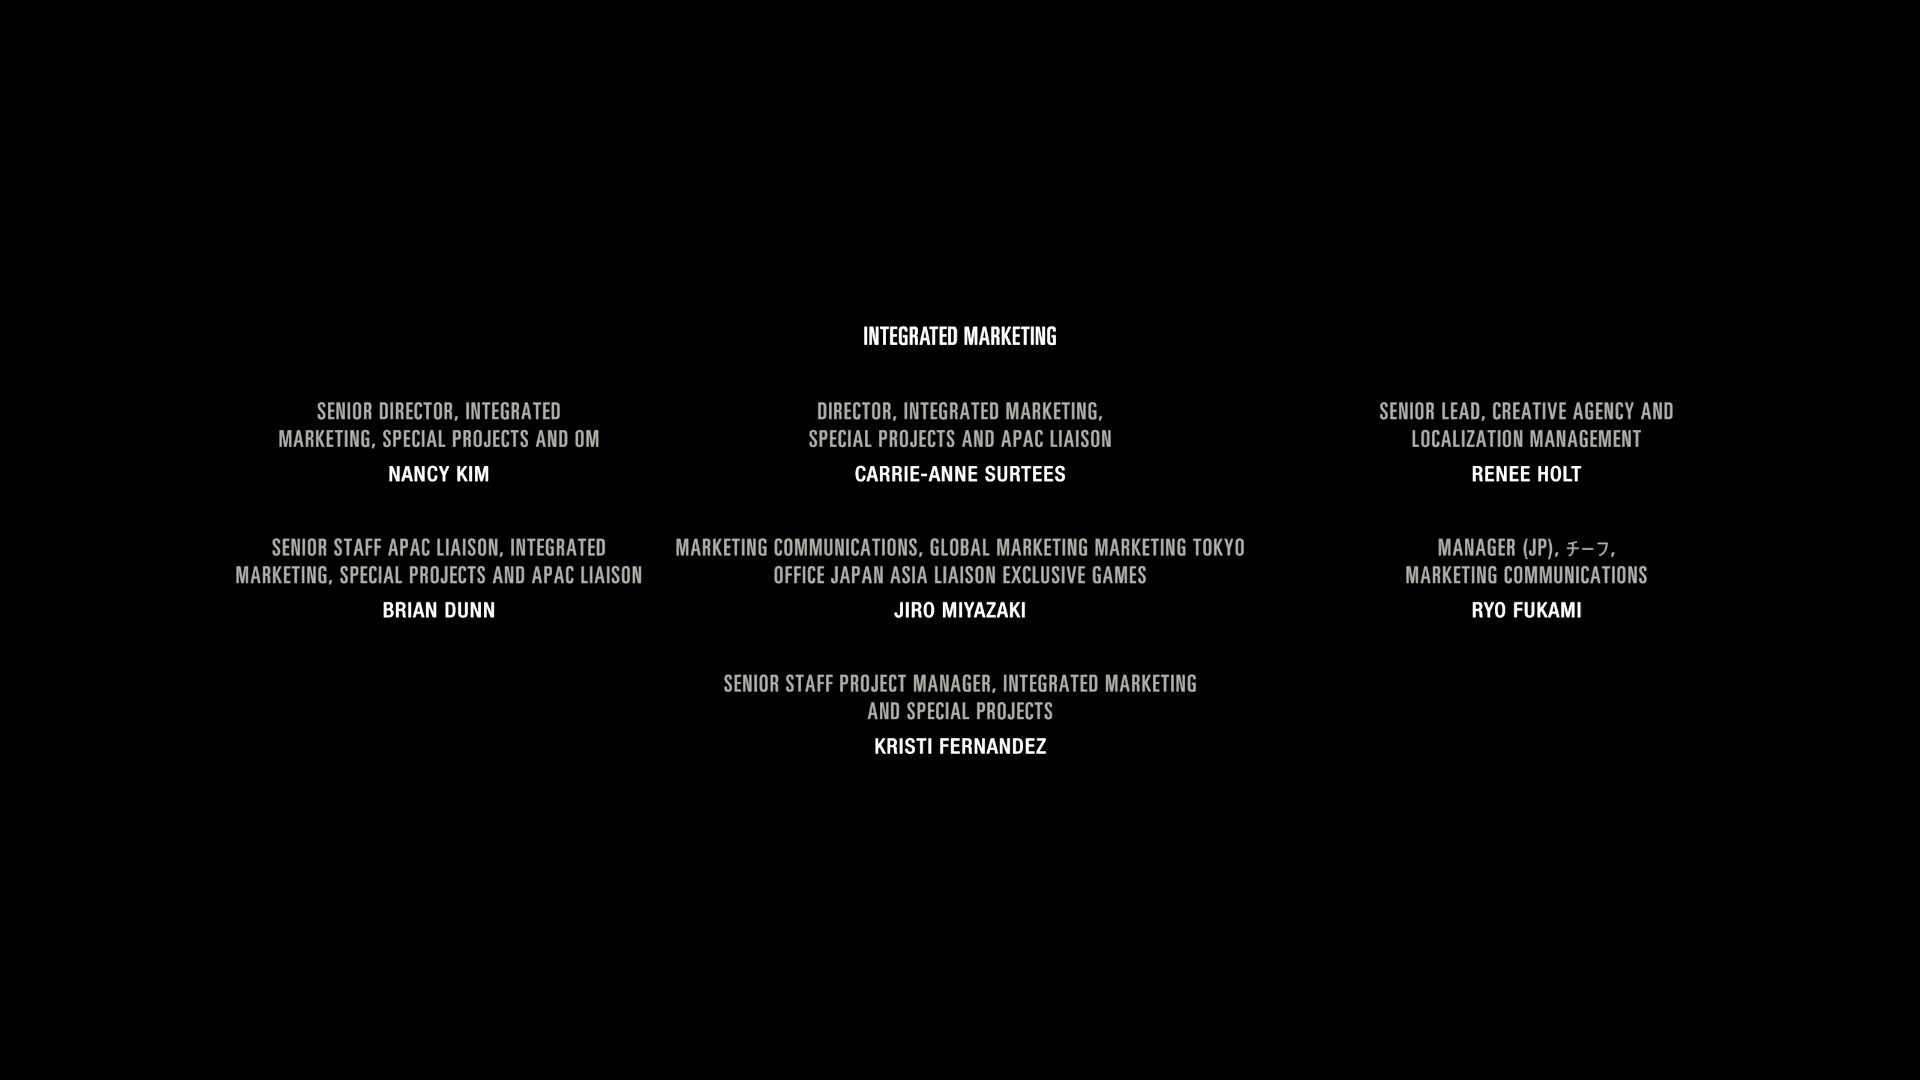 INTEGRATED MARKETING
SENIOR DIRECTOR, INTEGRATED
MARKETING, SPECIAL PROJECTS AND OM
NANCY KIM
DIRECTOR, INTEGRATED MARKETING,
SPECIAL PROJECTS AND APAC LIAISON
CARRIE-ANNE SURTEES
SENIOR LEAD, CREATIVE AGENCY AND
LOCALIZATION MANAGEMENT
RENEE HOLT
SENIOR STAFF APAC LIAISON, INTEGRATED
MARKETING, SPECIAL PROJECTS AND APAC LIAISON
BRIAN DUNN
MARKETING COMMUNICATIONS, GLOBAL MARKETING MARKETING TOKYO
OFFICE JAPAN ASIA LIAISON EXCLUSIVE GAMES
JIRO MIYAZAKI
MANAGER (JP), チーフ,
MARKETING COMMUNICATIONS
RYO FUKAMI
SENIOR STAFF PROJECT MANAGER, INTEGRATED MARKETING
AND SPECIAL PROJECTS
KRISTI FERNANDEZ